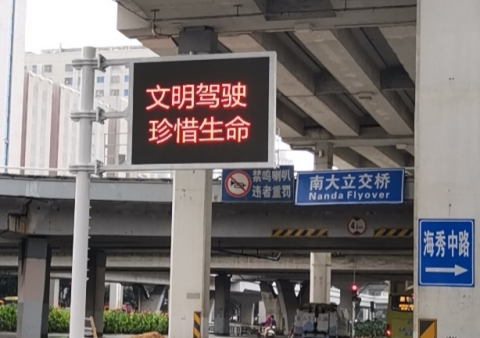 文明驾驶
珍惜生命
禁鸣喇叭
违者重罚
南大立交桥
Nanda Flyover
海秀中路